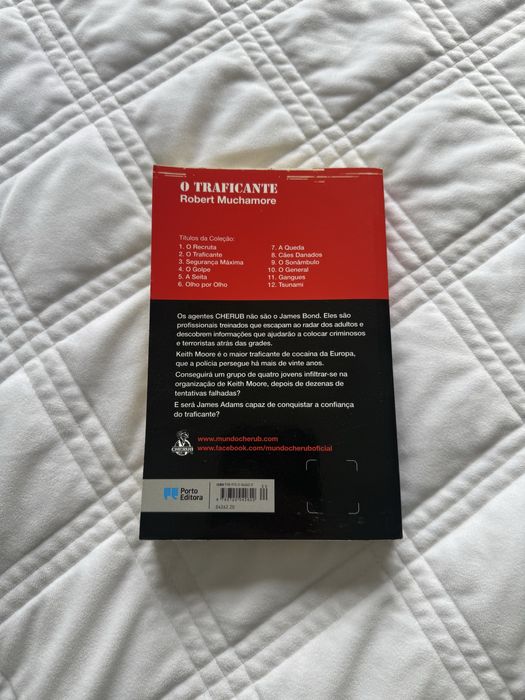 O TRAFICANTE
Robert Muchamore
Títulos da Coleção:
1. O Recruta
2. O Traficante
3. Segurança Máxima
4. O Golpe
5. A Seita
6. Olho por Olho
7. A Queda
8. Cães Danados
9. O Sonâmbulo
10. O General
11. Gangues
12. Tsunami
Os agentes CHERUB não são o James Bond. Eles são
profissionais treinados que escapam ao radar dos adultos e
descobrem informações que ajudarão a colocar criminosos
e terroristas atrás das grades.
Keith Moore é o maior traficante de cocaína da Europa,
que a polícia persegue há mais de vinte anos.
Conseguirá um grupo de quatro jovens infiltrar-se na
organização de Keith Moore, depois de dezenas de
tentativas falhadas?
E será James Adams capaz de conquistar a confiança
do traficante?
CHERUB
www.mundocherub.com
www.facebook.com/mundocheruboficial
Porto
Editora
04262.20